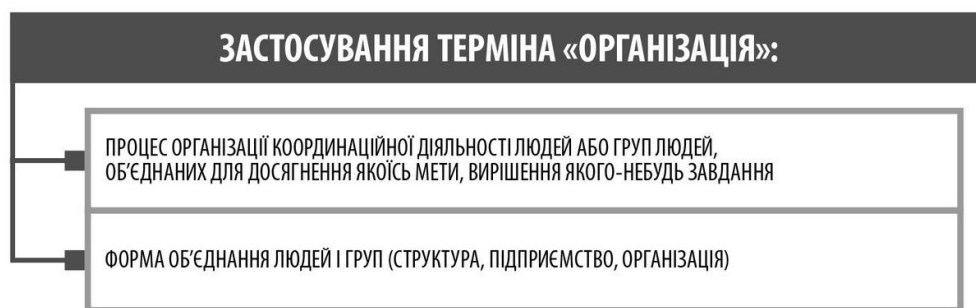 ЗАСТОСУВАННЯ ТЕРМІНА «ОРГАНІЗАЦІЯ»:
ПРОЦЕС ОРГАНІЗАЦІЇ КООРДИНАЦІЙНОЇ ДІЯЛЬНОСТІ ЛЮДЕЙ АБО ГРУП ЛЮДЕЙ,
ОБ’ЄДНАНИХ ДЛЯ ДОСЯГНЕННЯ ЯКОЇСЬ МЕТИ, ВИРІШЕННЯ ЯКОГО-НЕБУДЬ ЗАВДАННЯ
ФОРМА ОБ’ЄДНАННЯ ЛЮДЕЙ І ГРУП (СТРУКТУРА, ПІДПРИЄМСТВО, ОРГАНІЗАЦІЯ)